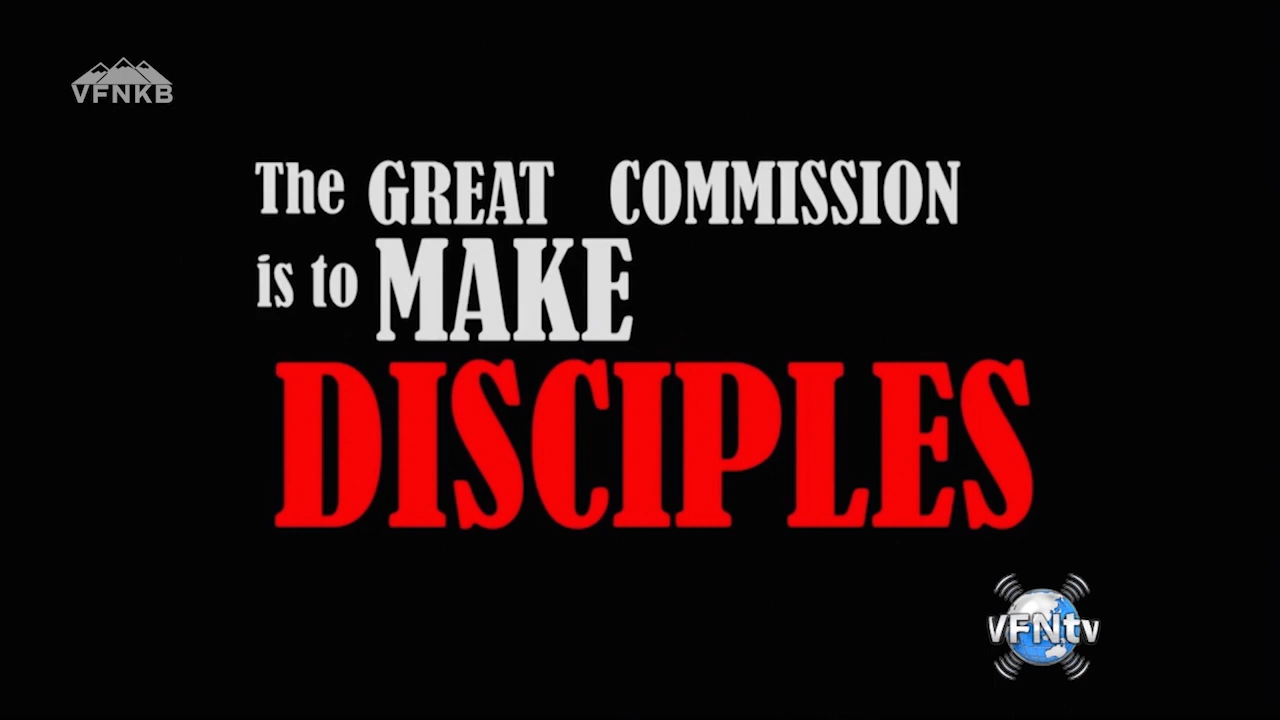 VFNKB
The GREAT COMMISSION
is to MAKE
DISCIPLES
VFNtv